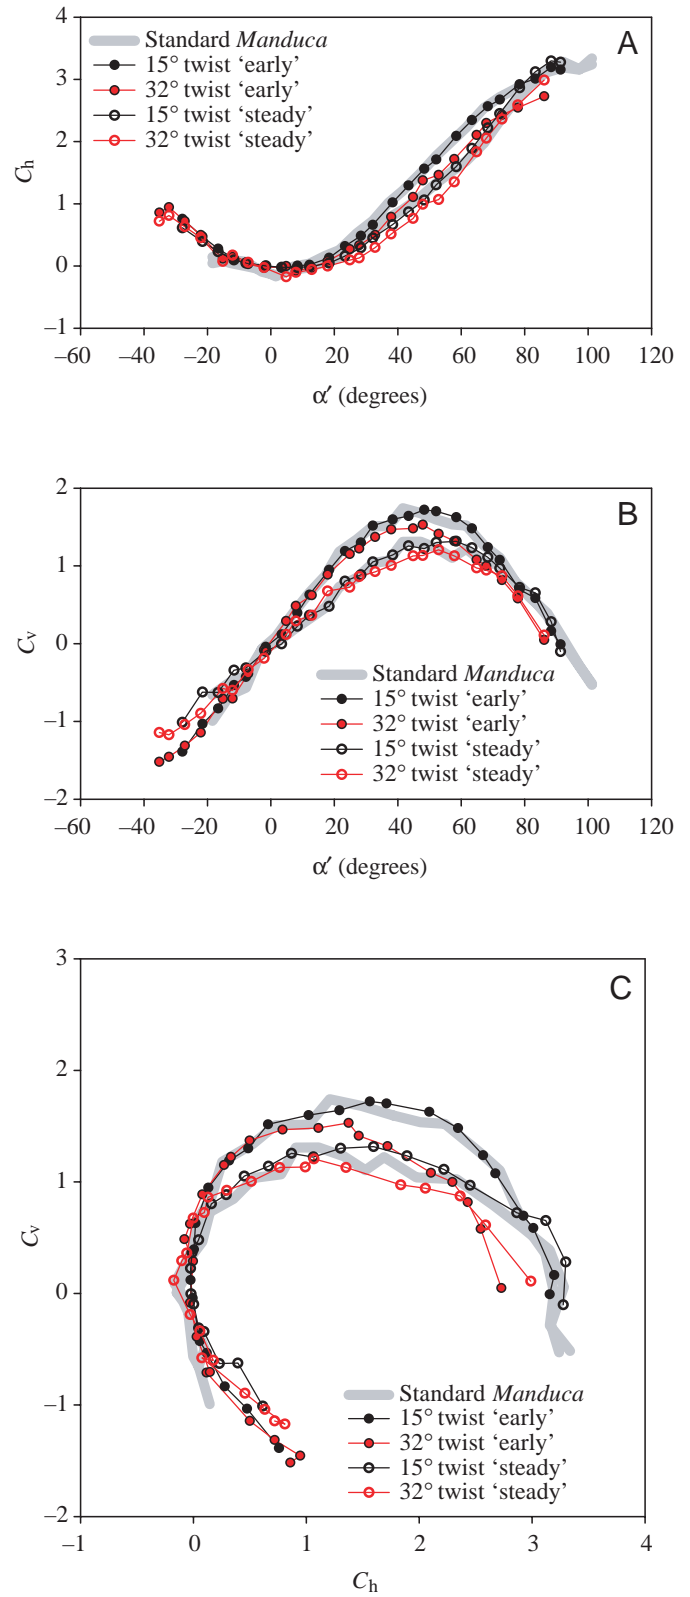 4
A
Standard Manduca
15° twist ‘early’
3
32° twist ‘early’
15° twist ‘steady’
2
32° twist ‘steady’
Ch
1
0
–1
–60 –40 –20 0 20 40 60 80 100 120
α′ (degrees)
2
B
1
Cv
0
Standard Manduca
15° twist ‘early’
–1
32° twist ‘early’
15° twist ‘steady’
32° twist ‘steady’
–2
–60 –40 –20 0 20 40 60 80 100 120
α′ (degrees)
3
C
2
1
Cv
0
–1
Standard Manduca
15° twist ‘early’
32° twist ‘early’
15° twist ‘steady’
32° twist ‘steady’
–2
–1 0 1 2 3 4
Ch